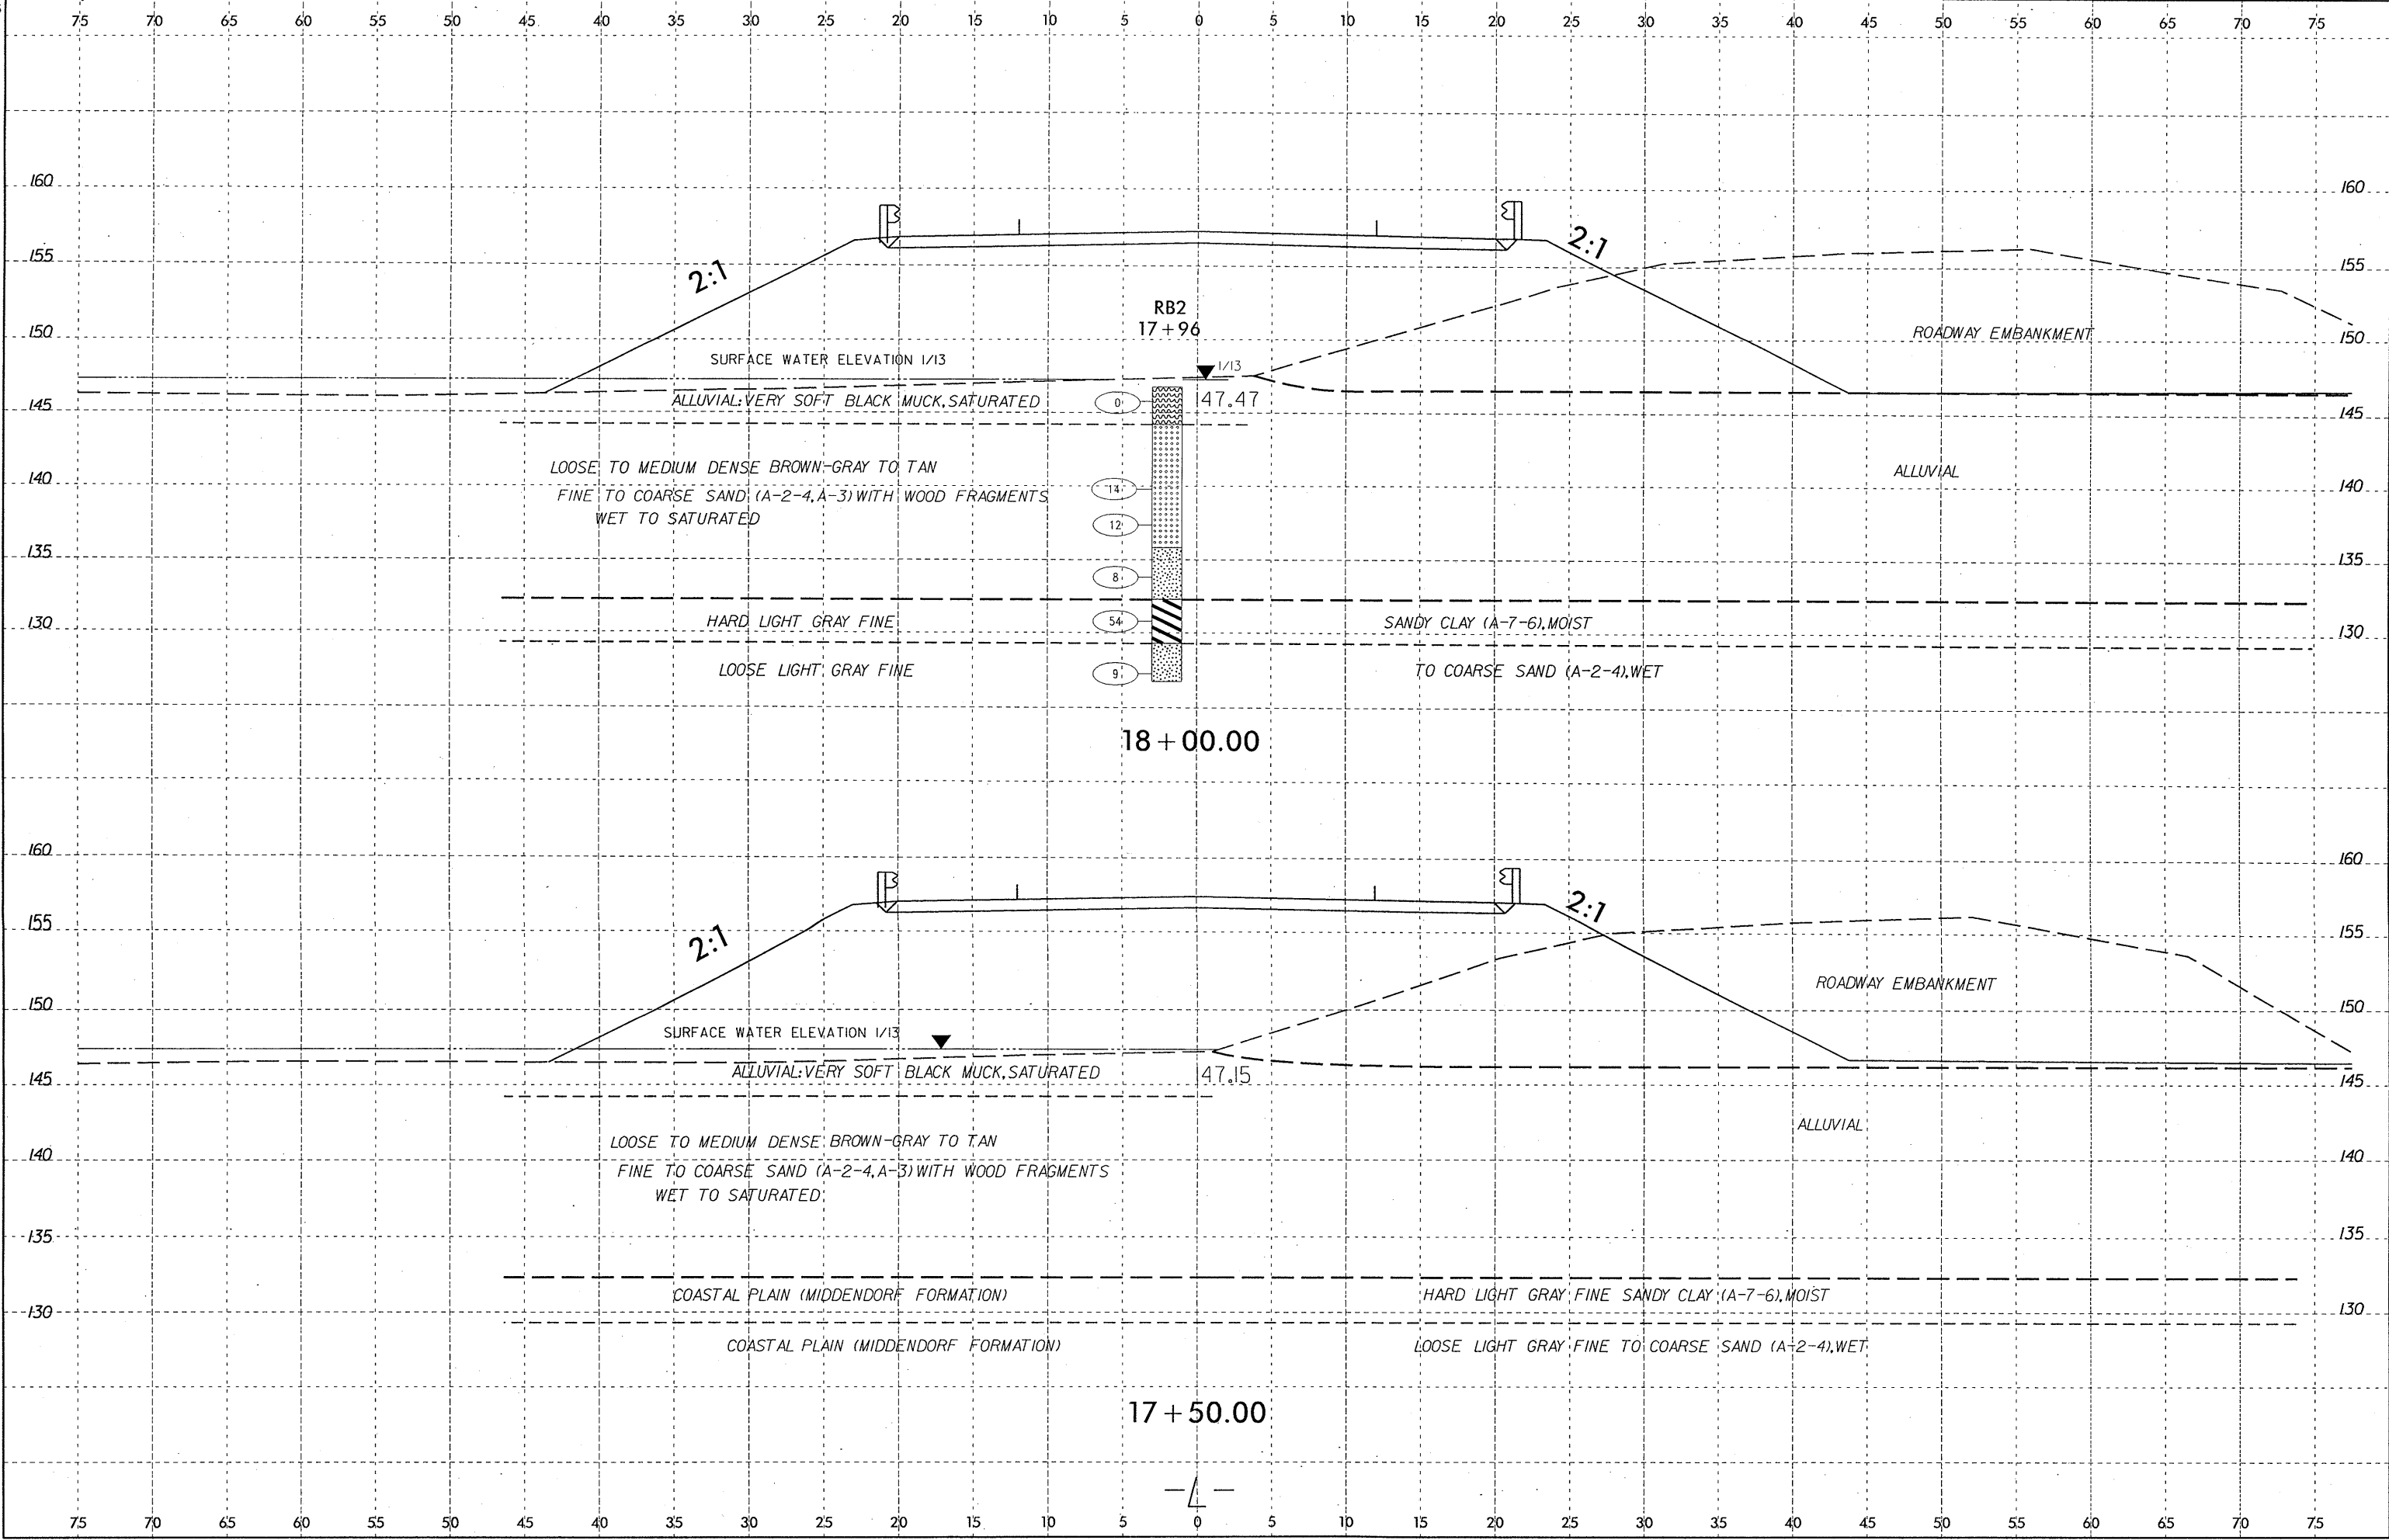 75 70 65 60 55 50 45 40 35 30 25 20 15 10 5 0 5 10 15 20 25 30 35 40 45 50 55 60 65 70 75
160 160
155 2:1 2:1 155
RB2
17+96
150 ROADWAY EMBANKMENT 150
SURFACE WATER ELEVATION 1/13 1/13
145 ALLUVIAL: VERY SOFT BLACK MUCK, SATURATED 0 147.47 145
LOOSE TO MEDIUM DENSE BROWN-GRAY TO TAN ALLUVIAL
140 FINE TO COARSE SAND (A-2-4, A-3) WITH WOOD FRAGMENTS 14 140
WET TO SATURATED 12
135 135
8
130 HARD LIGHT GRAY FINE 54 SANDY CLAY (A-7-6), MOIST 130
LOOSE LIGHT GRAY FINE 9 TO COARSE SAND (A-2-4), WET
18+00.00
160 160
155 2:1 2:1 155
ROADWAY EMBANKMENT
150 150
SURFACE WATER ELEVATION 1/13
145 ALLUVIAL: VERY SOFT BLACK MUCK, SATURATED 147.15 145
ALLUVIAL
LOOSE TO MEDIUM DENSE BROWN-GRAY TO TAN
140 FINE TO COARSE SAND (A-2-4, A-3) WITH WOOD FRAGMENTS 140
WET TO SATURATED
135 135
COASTAL PLAIN (MIDDENDORF FORMATION) HARD LIGHT GRAY FINE SANDY CLAY (A-7-6), MOIST
130 130
COASTAL PLAIN (MIDDENDORF FORMATION) LOOSE LIGHT GRAY FINE TO COARSE SAND (A-2-4), WET
17+50.00
-L-
75 70 65 60 55 50 45 40 35 30 25 20 15 10 5 0 5 10 15 20 25 30 35 40 45 50 55 60 65 70 75